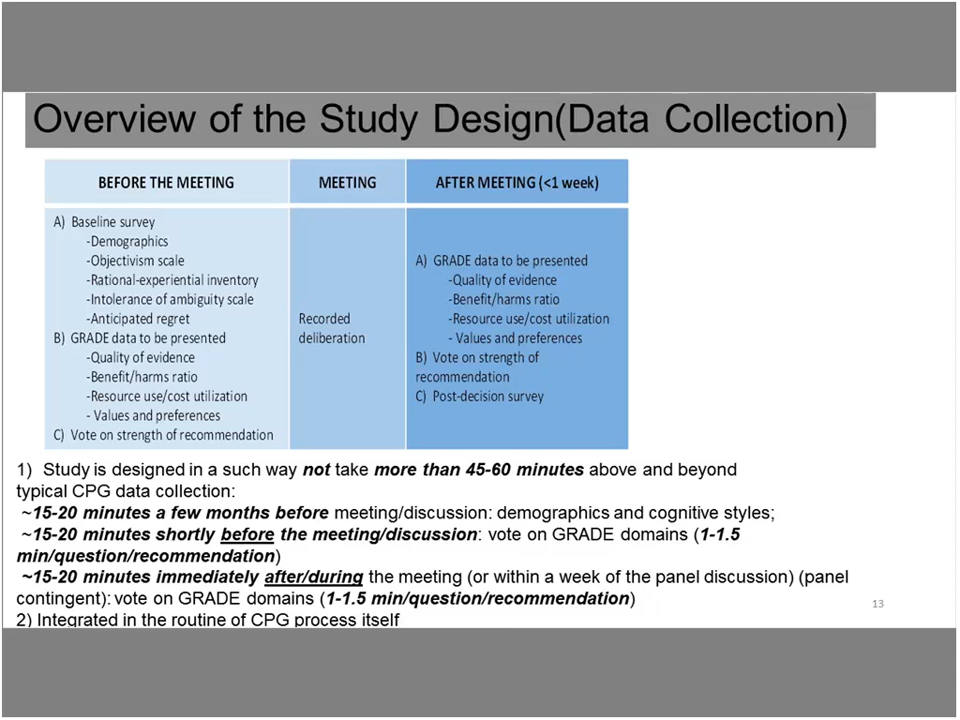 Overview of the Study Design(Data Collection)
BEFORE THE MEETING
A) Baseline survey
-Demographics
-Objectivism scale
-Rational-experiential inventory
-Intolerance of ambiguity scale
-Anticipated regret
B) GRADE data to be presented
-Quality of evidence
-Benefit/harms ratio
-Resource use/cost utilization
- Values and preferences
C) Vote on strength of recommendation
MEETING
Recorded
deliberation
AFTER MEETING (<1 week)
A) GRADE data to be presented
-Quality of evidence
-Benefit/harms ratio
-Resource use/cost utilization
- Values and preferences
B) Vote on strength of
recommendation
C) Post-decision survey
1) Study is designed in a such way not take more than 45-60 minutes above and beyond
typical CPG data collection:
~15-20 minutes a few months before meeting/discussion: demographics and cognitive styles;
~15-20 minutes shortly before the meeting/discussion: vote on GRADE domains (1-1.5
min/question/recommendation)
~15-20 minutes immediately after/during the meeting (or within a week of the panel discussion) (panel
contingent): vote on GRADE domains (1-1.5 min/question/recommendation)
2) Integrated in the routine of CPG process itself
13